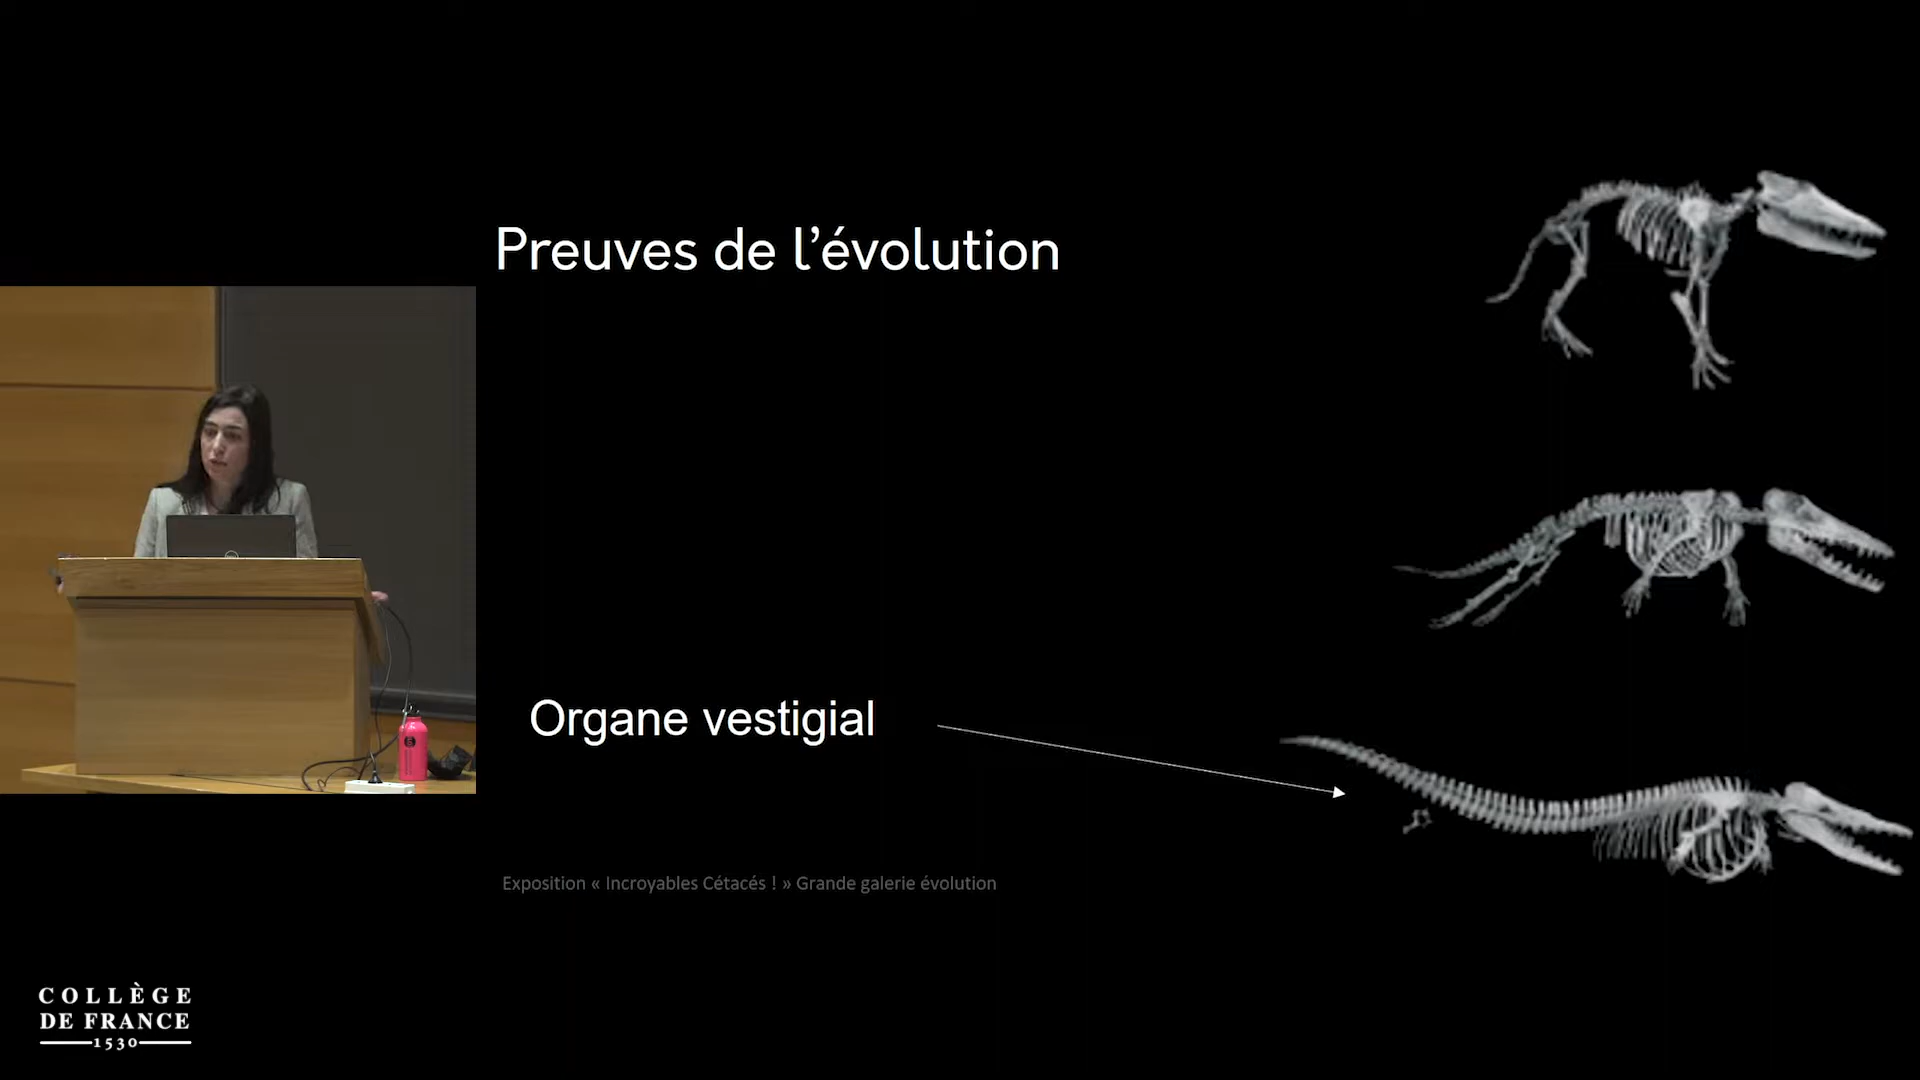 Preuves de l’évolution
Organe vestigial
Exposition « Incroyables Cétacés ! » Grande galerie évolution
COLLÈGE
DE FRANCE
1530